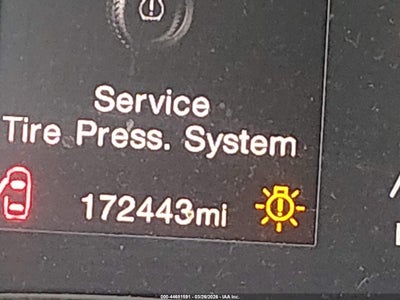 Service
Tire Press. System
172443mi
000-44651591 - 03/26/2026 - IAA Inc.